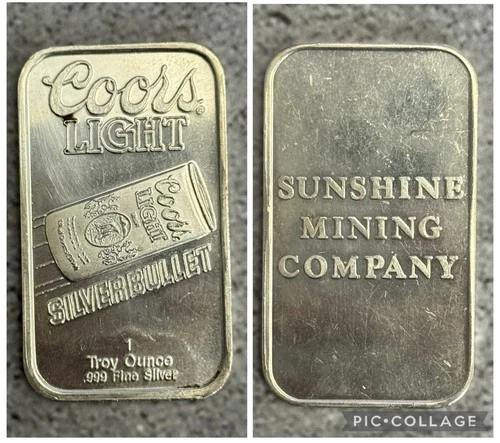 Coors
LIGHT
Coors
LIGHT
SILVER BULLET
1
Troy Ounce
.999 Fine Silver
SUNSHINE
MINING
COMPANY
PIC•COLLAGE